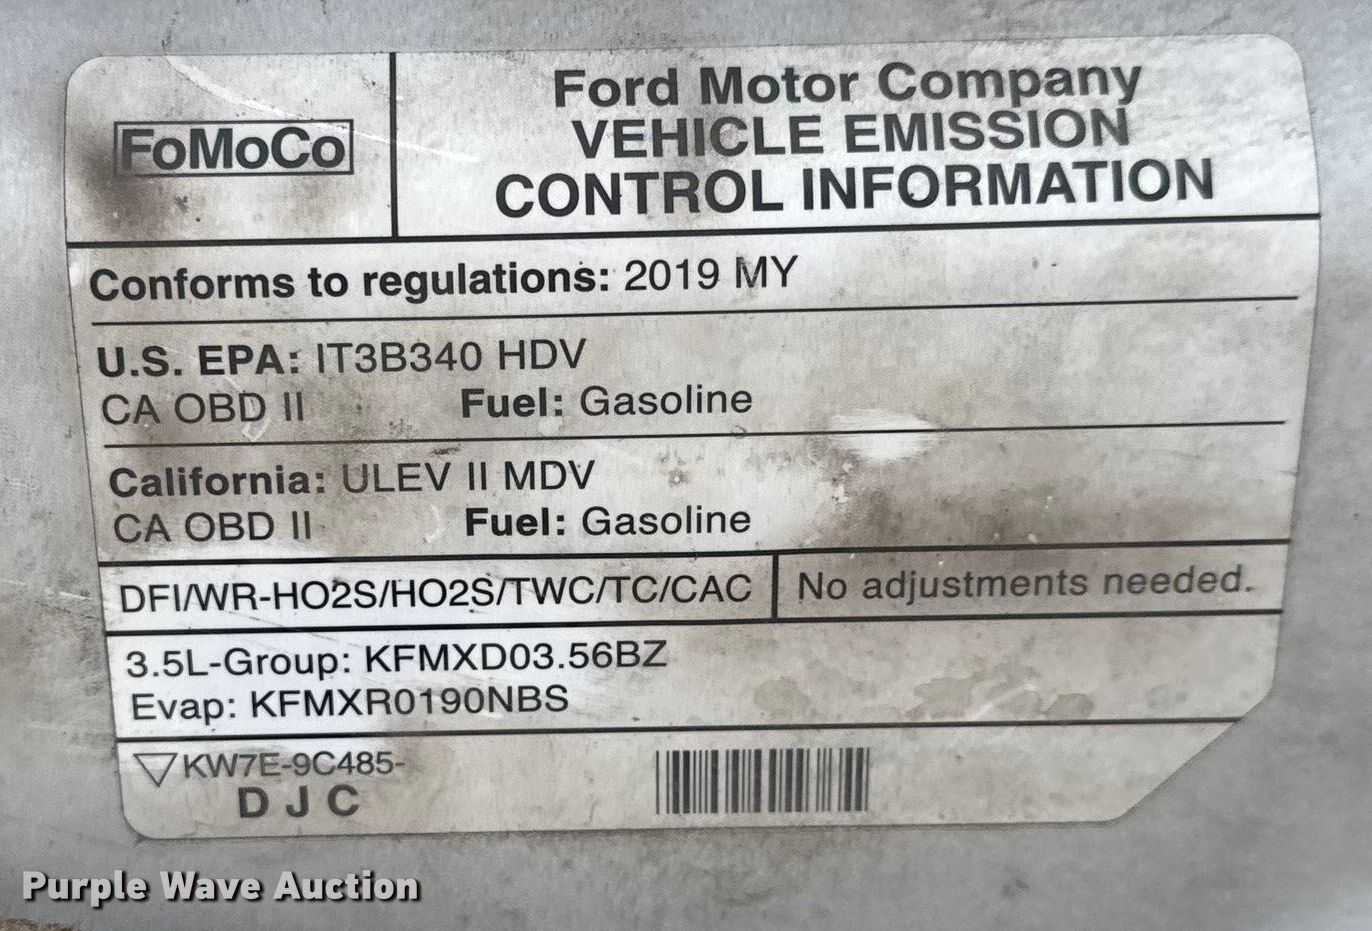 FoMoCo
Ford Motor Company
VEHICLE EMISSION
CONTROL INFORMATION
Conforms to regulations: 2019 MY
U.S. EPA: IT3B340 HDV
CA OBD II Fuel: Gasoline
California: ULEV II MDV
CA OBD II Fuel: Gasoline
DFI/WR-HO2S/HO2S/TWC/TC/CAC No adjustments needed.
3.5L-Group: KFMXD03.56BZ
Evap: KFMXR0190NBS
KW7E-9C485-
D J C
Purple Wave Auction